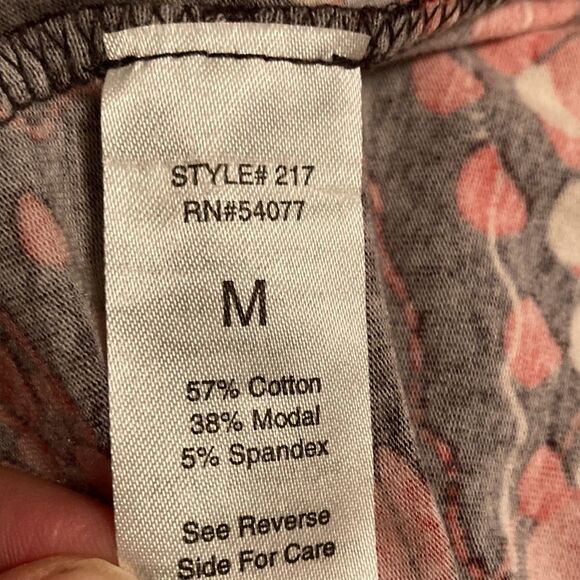 STYLE# 217
RN#54077
M
57% Cotton
38% Modal
5% Spandex
See Reverse
Side For Care